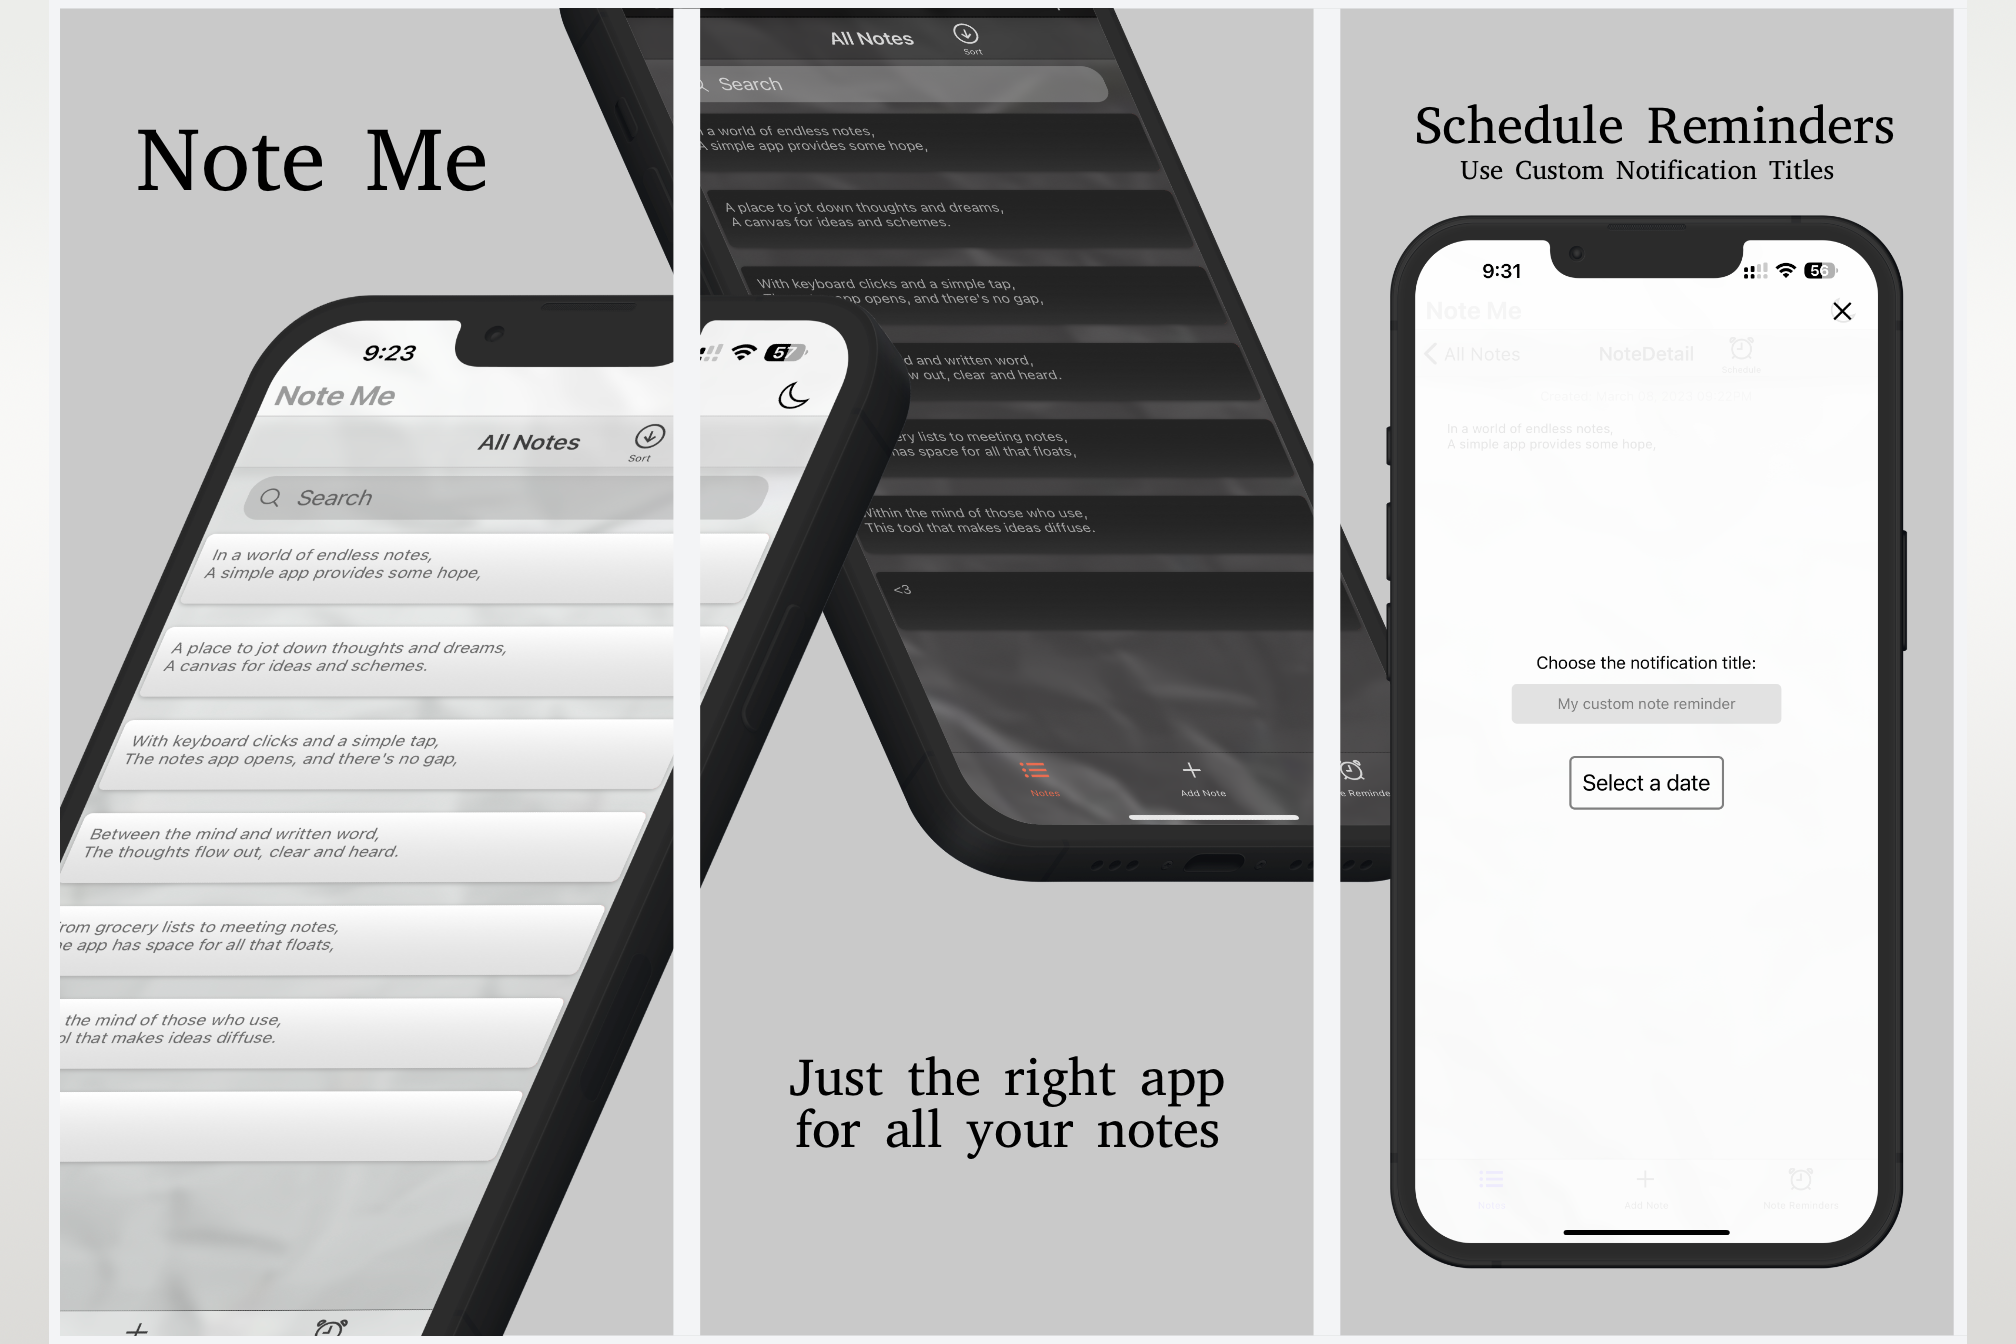 Note Me
9:23
57
Note Me
All Notes
Sort
Search
In a world of endless notes,
A simple app provides some hope,
A place to jot down thoughts and dreams,
A canvas for ideas and schemes.
With keyboard clicks and a simple tap,
The notes app opens, and there's no gap,
Between the mind and written word,
The thoughts flow out, clear and heard.
grocery lists to meeting notes,
app has space for all that floats,
the mind of those who use,
that makes ideas diffuse.
All Notes
Sort
Search
a world of endless notes,
A simple app provides some hope,
A place to jot down thoughts and dreams,
A canvas for ideas and schemes.
With keyboard clicks and a simple tap,
opens, and there's no gap,
and written word,
out, clear and heard.
lists to meeting notes,
has space for all that floats,
Within the mind of those who use,
This tool that makes ideas diffuse.
<3
Notes
Add Note
Just the right app
for all your notes
Schedule Reminders
Use Custom Notification Titles
9:31
56
Note Me
All Notes
NoteDetail
Schedule
In a world of endless notes,
A simple app provides some hope,
Choose the notification title:
My custom note reminder
Select a date
Notes
Add Note
Note Reminders